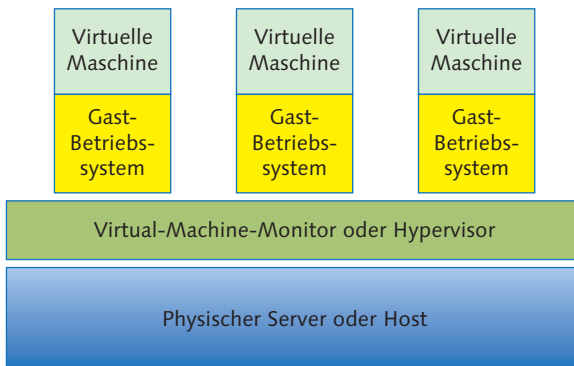 Virtuelle
Maschine
Virtuelle
Maschine
Virtuelle
Maschine
Gast-
Betriebs-
system
Gast-
Betriebs-
system
Gast-
Betriebs-
system
Virtual-Machine-Monitor oder Hypervisor
Physischer Server oder Host